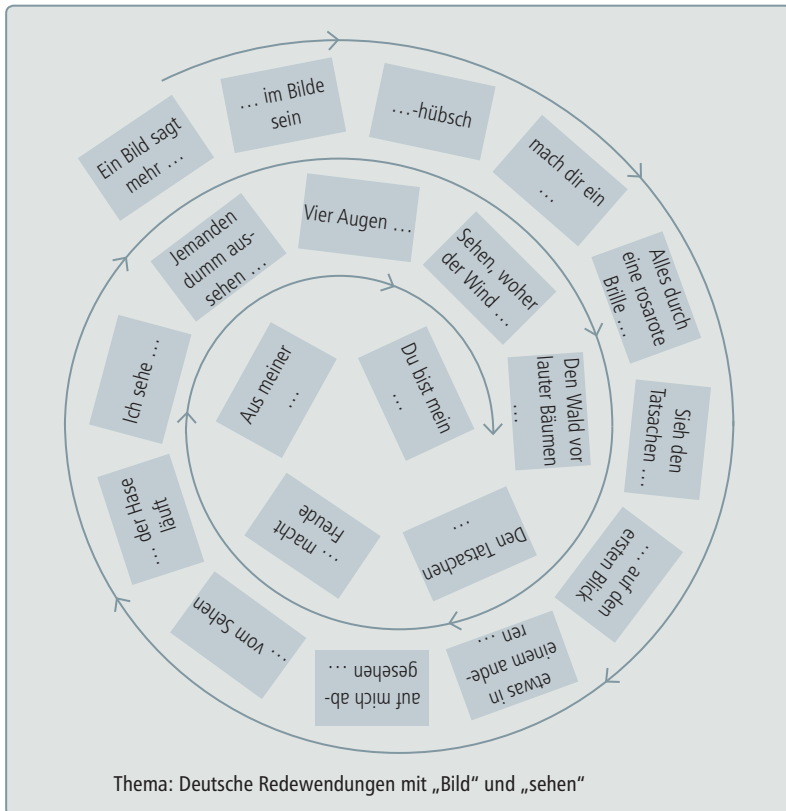 Ein Bild sagt
mehr …
… im Bilde
sein
…-hübsch
mach dir ein
…
Alles durch
eine rosarote
Brille …
Sieh den
Tatsachen
…
… auf den
ersten Blick
etwas in
einem ande-
ren …
auf mich ab-
gesehen …
… vom Sehen
… der Hase
läuft
Ich sehe …
Jemanden
dumm aus-
sehen …
Vier Augen …
Sehen, woher
der Wind …
Den Wald vor
lauter Bäumen
…
Den Tatsachen
…
… macht
Freude
Aus meiner
…
Du bist mein
…
Thema: Deutsche Redewendungen mit „Bild“ und „sehen“